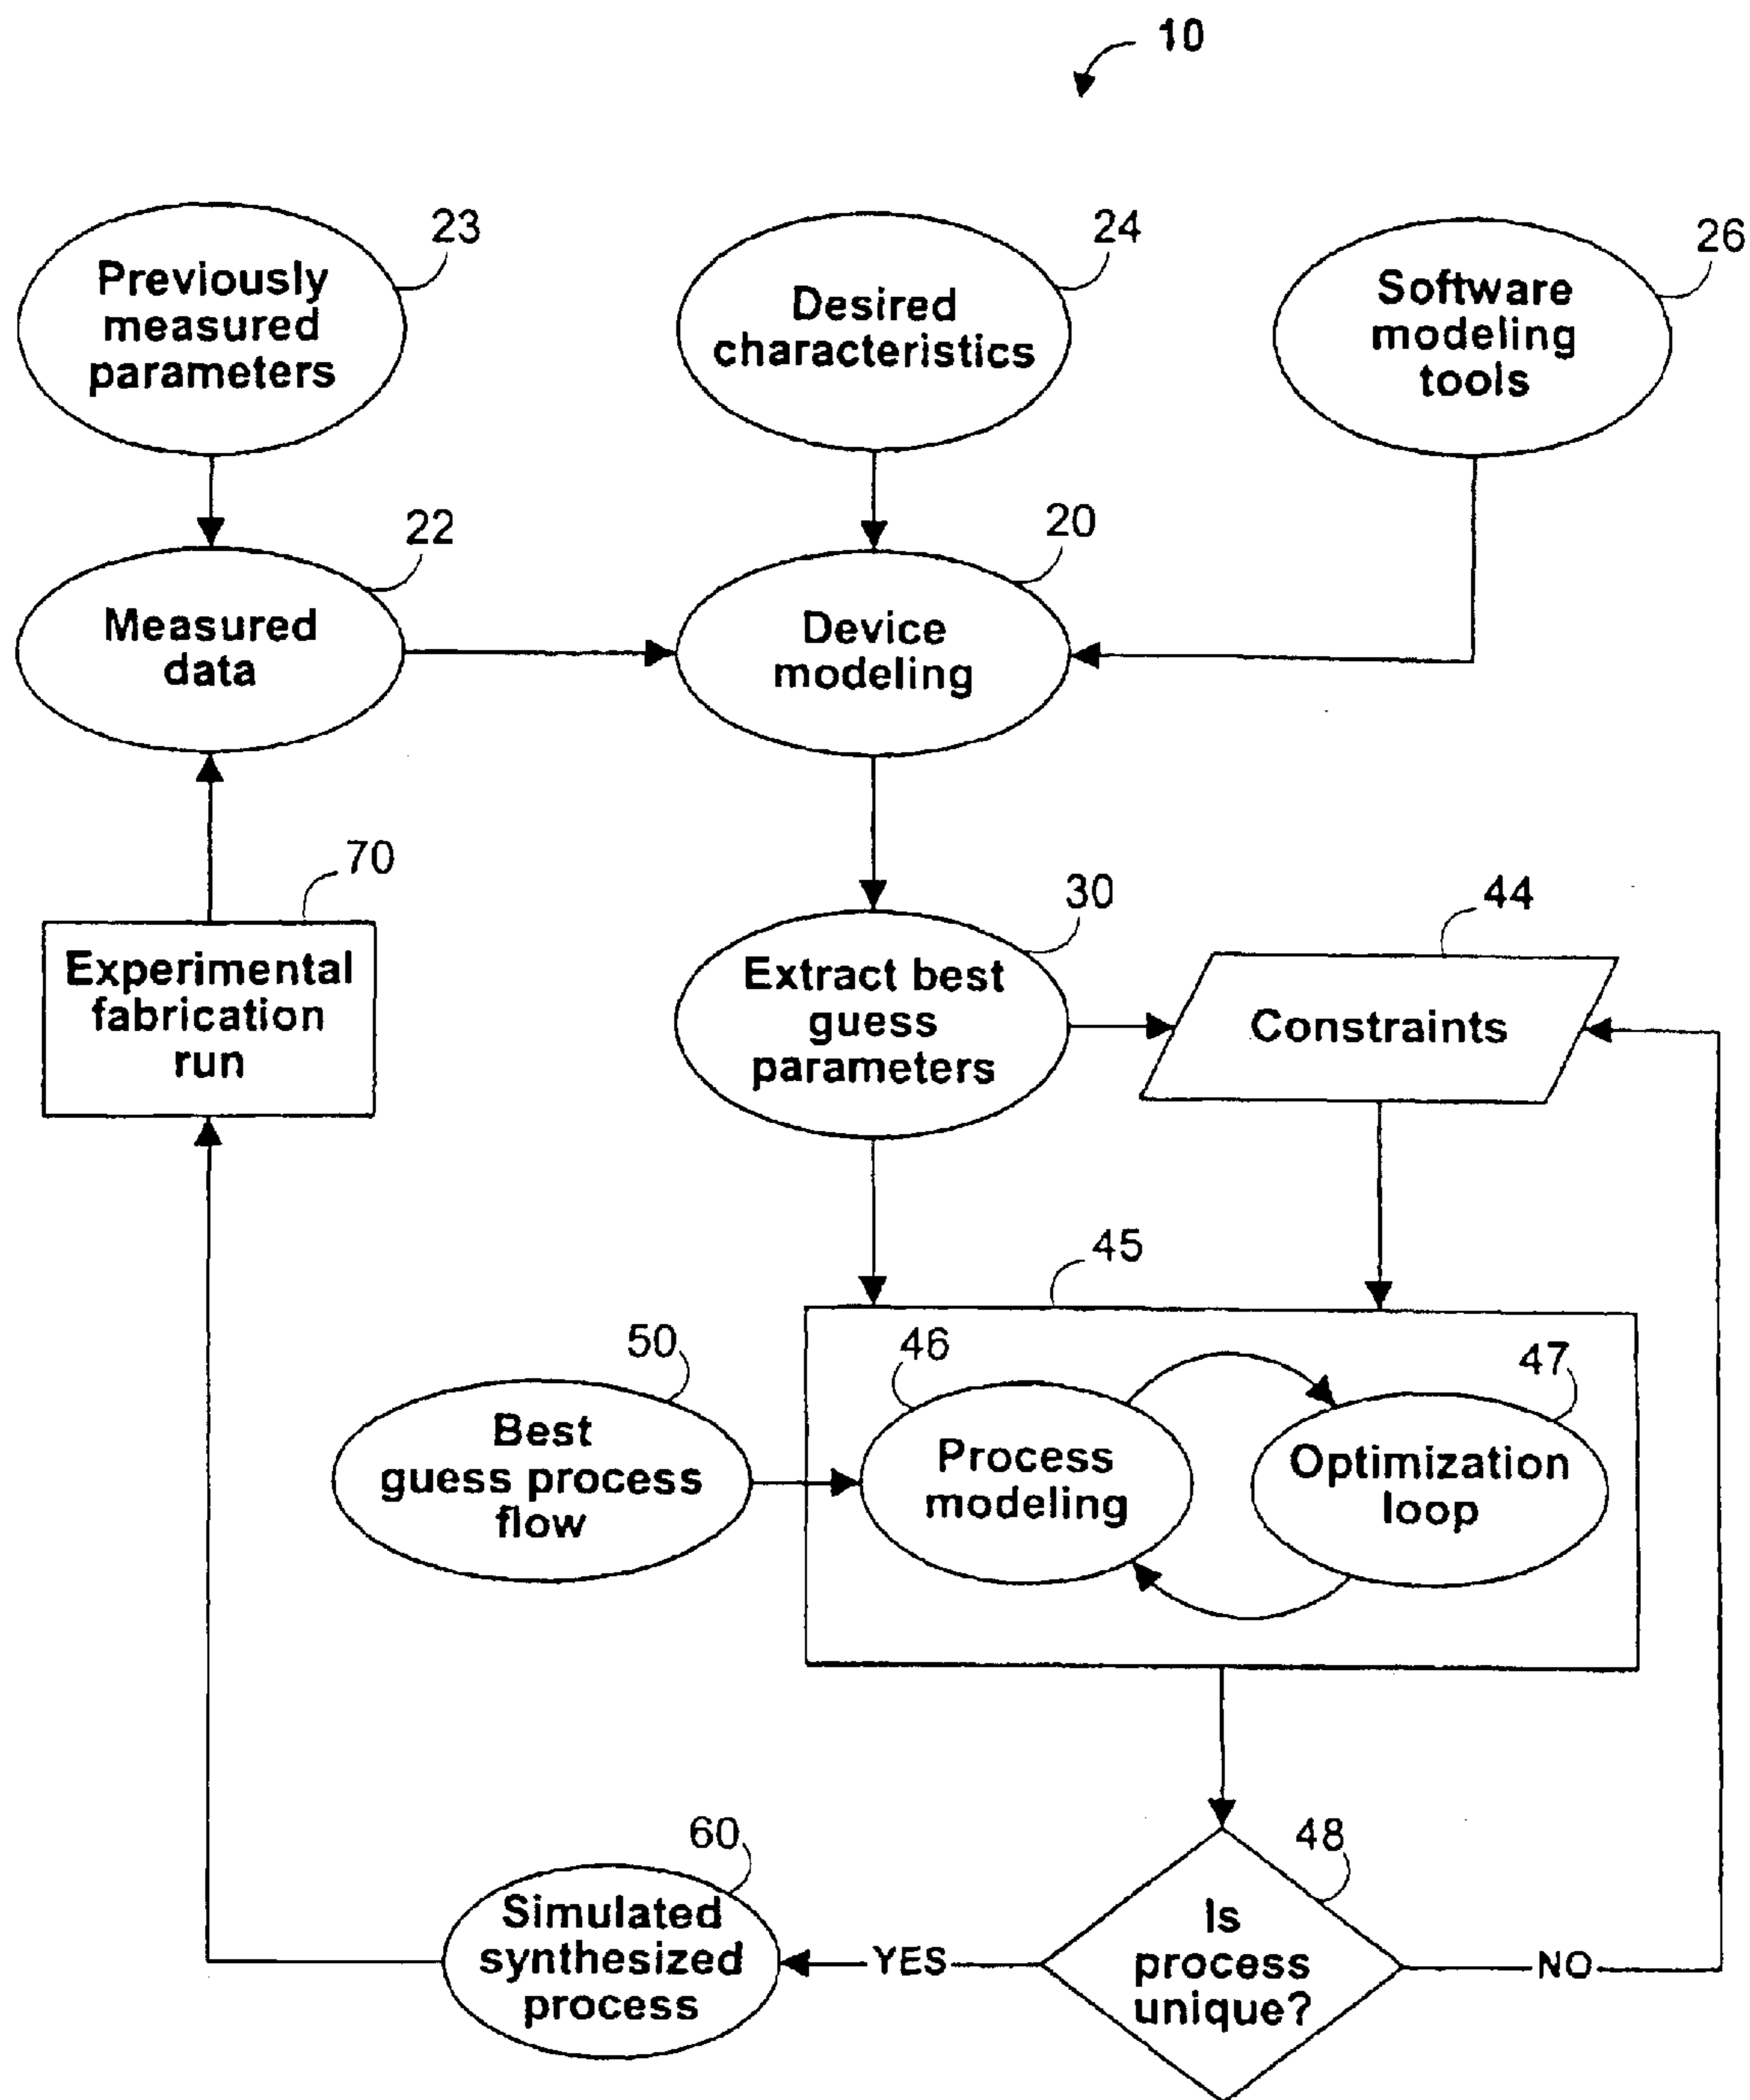 10
23
Previously
measured
parameters
24
Desired
characteristics
26
Software
modeling
tools
22
Measured
data
20
Device
modeling
70
Experimental
fabrication
run
30
Extract best
guess
parameters
44
Constraints
45
50
Best
guess process
flow
46
Process
modeling
47
Optimization
loop
60
Simulated
synthesized
process
YES
48
Is
process
unique?
NO